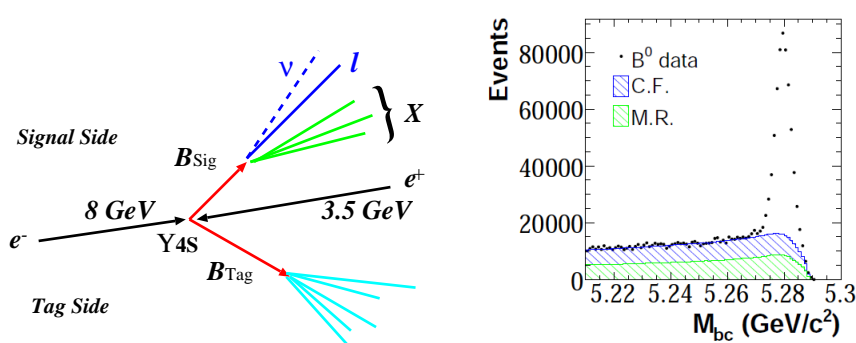 ν
l
X
Signal Side
BSig
e+
8 GeV
3.5 GeV
e-
Υ4S
BTag
Tag Side
Events
80000
60000
40000
20000
0
B0 data
C.F.
M.R.
5.22 5.24 5.26 5.28 5.3
Mbc (GeV/c2)